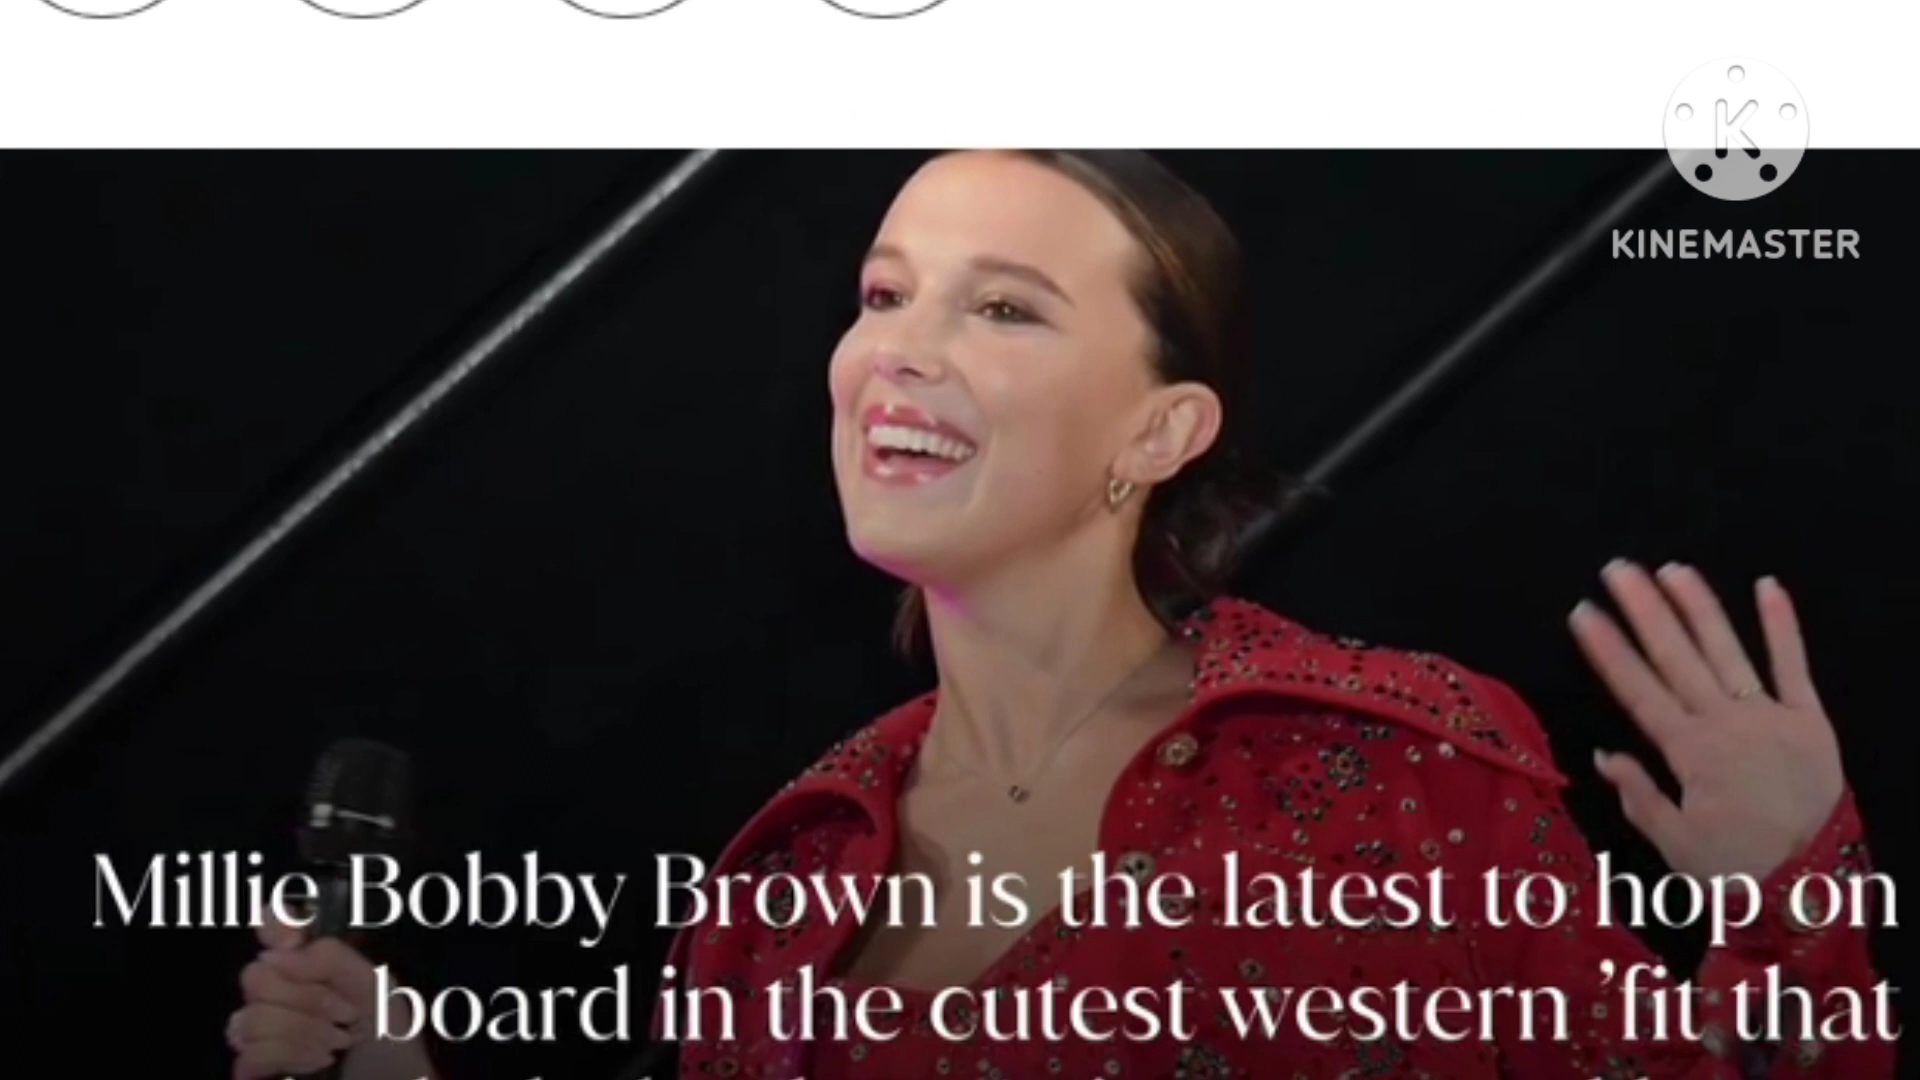 K
KINEMASTER
Millie Bobby Brown is the latest to hop on
board in the cutest western ’fit that